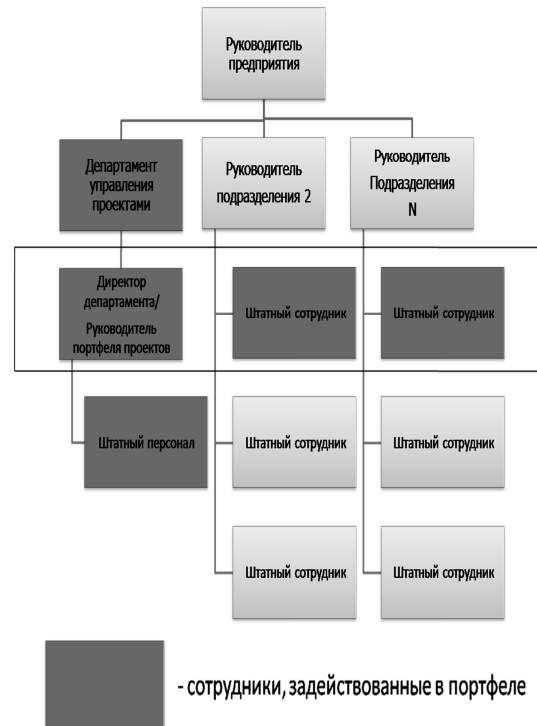 Руководитель
предприятия
Департамент
управления
проектами
Руководитель
подразделения 2
Руководитель
Подразделения
N
Директор
департамента/
Руководитель
портфеля проектов
Штатный сотрудник
Штатный сотрудник
Штатный персонал
Штатный сотрудник
Штатный сотрудник
Штатный сотрудник
Штатный сотрудник
- сотрудники, задействованные в портфеле